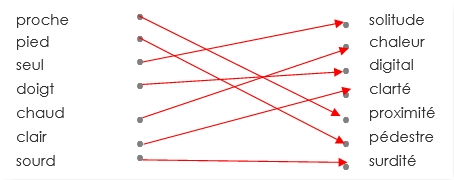 proche solitude
pied chaleur
seul digital
doigt clarté
chaud proximité
clair pédestre
sourd surdité